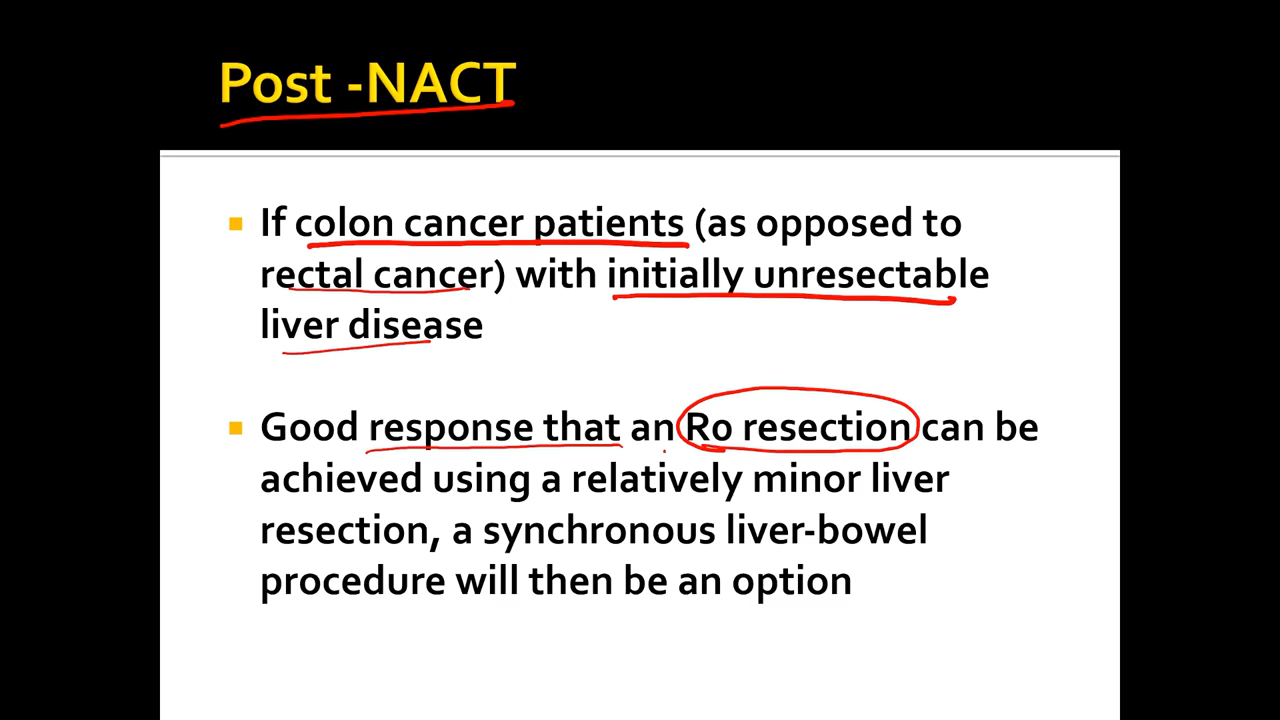 Post -NACT
If colon cancer patients (as opposed to
rectal cancer) with initially unresectable
liver disease
Good response that an Ro resection can be
achieved using a relatively minor liver
resection, a synchronous liver-bowel
procedure will then be an option